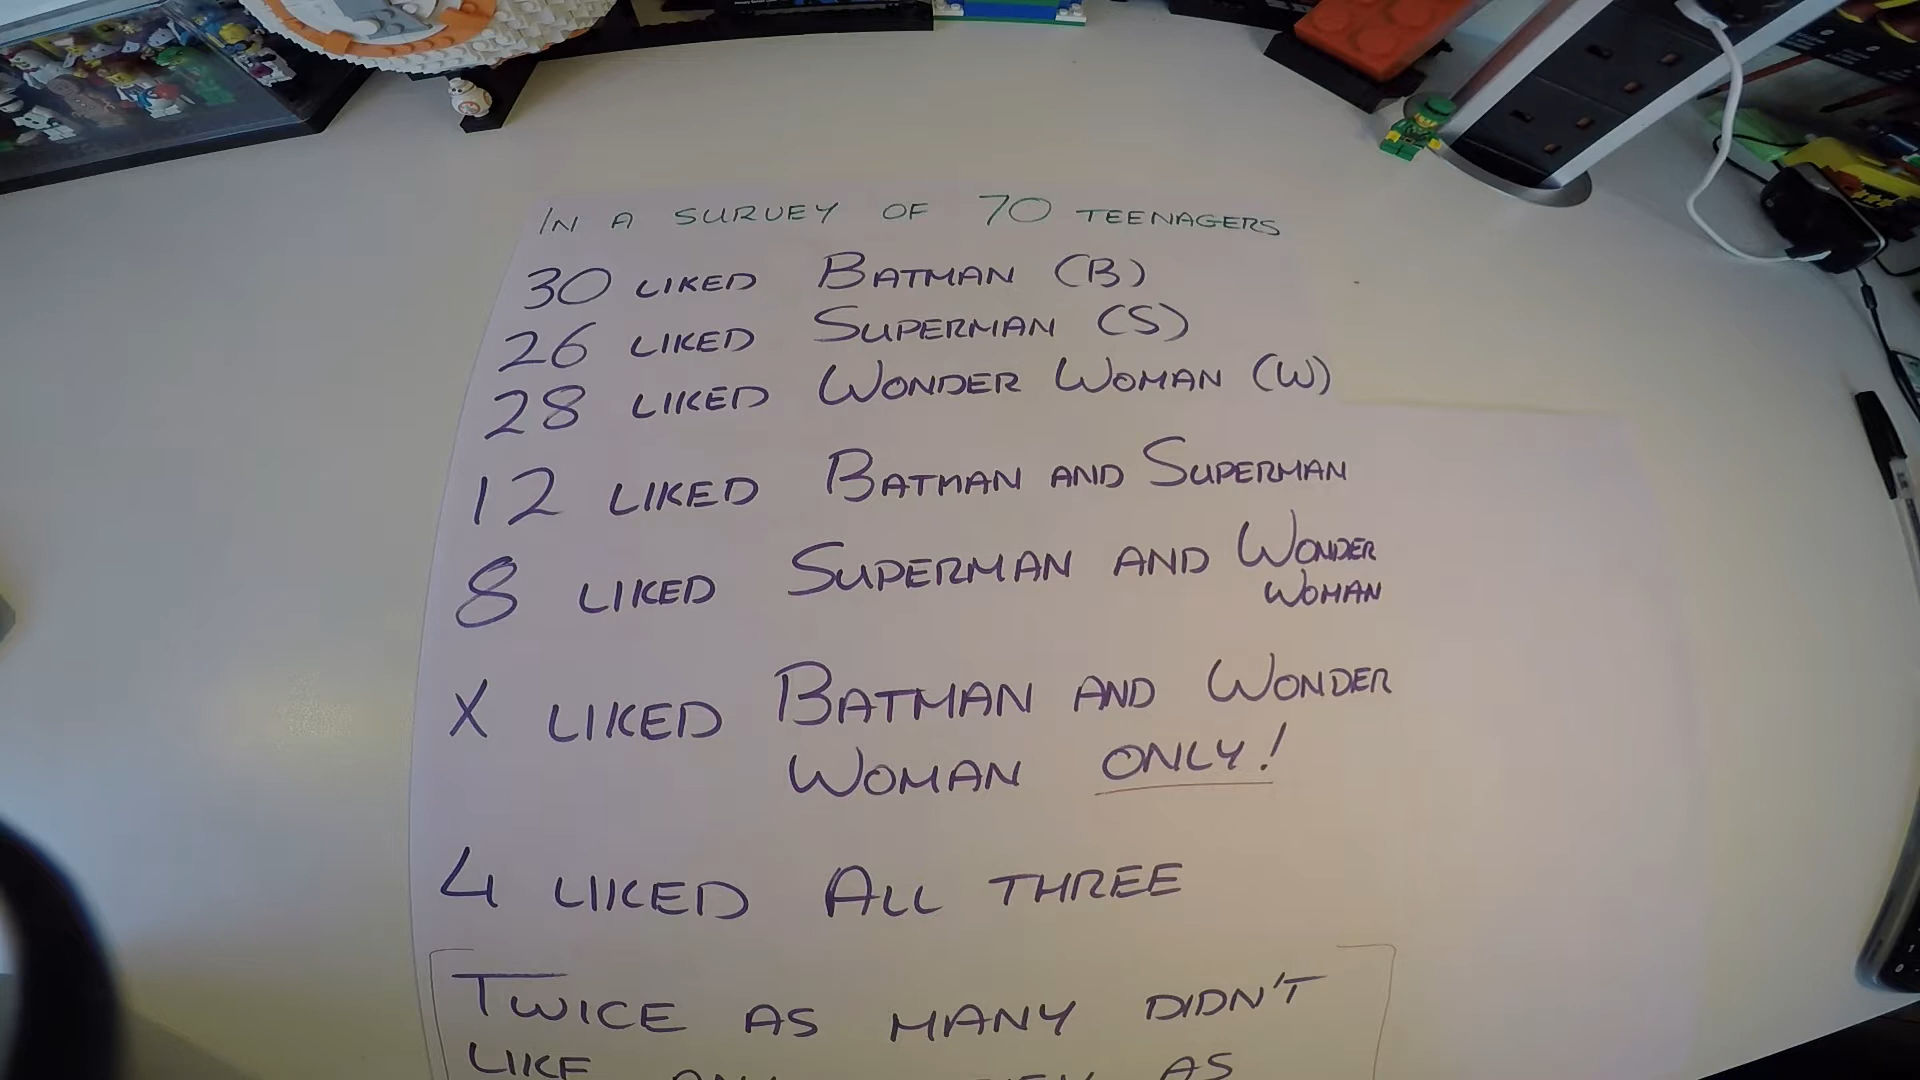 IN A SURVEY OF 70 TEENAGERS
30 LIKED BATMAN (B)
26 LIKED SUPERMAN (S)
28 LIKED WONDER WOMAN (W)
12 LIKED BATMAN AND SUPERMAN
8 LIKED SUPERMAN AND WONDER
WOMAN
X LIKED BATMAN AND WONDER
WOMAN ONLY!
4 LIKED ALL THREE
TWICE AS MANY DIDN'T
LIKE AS